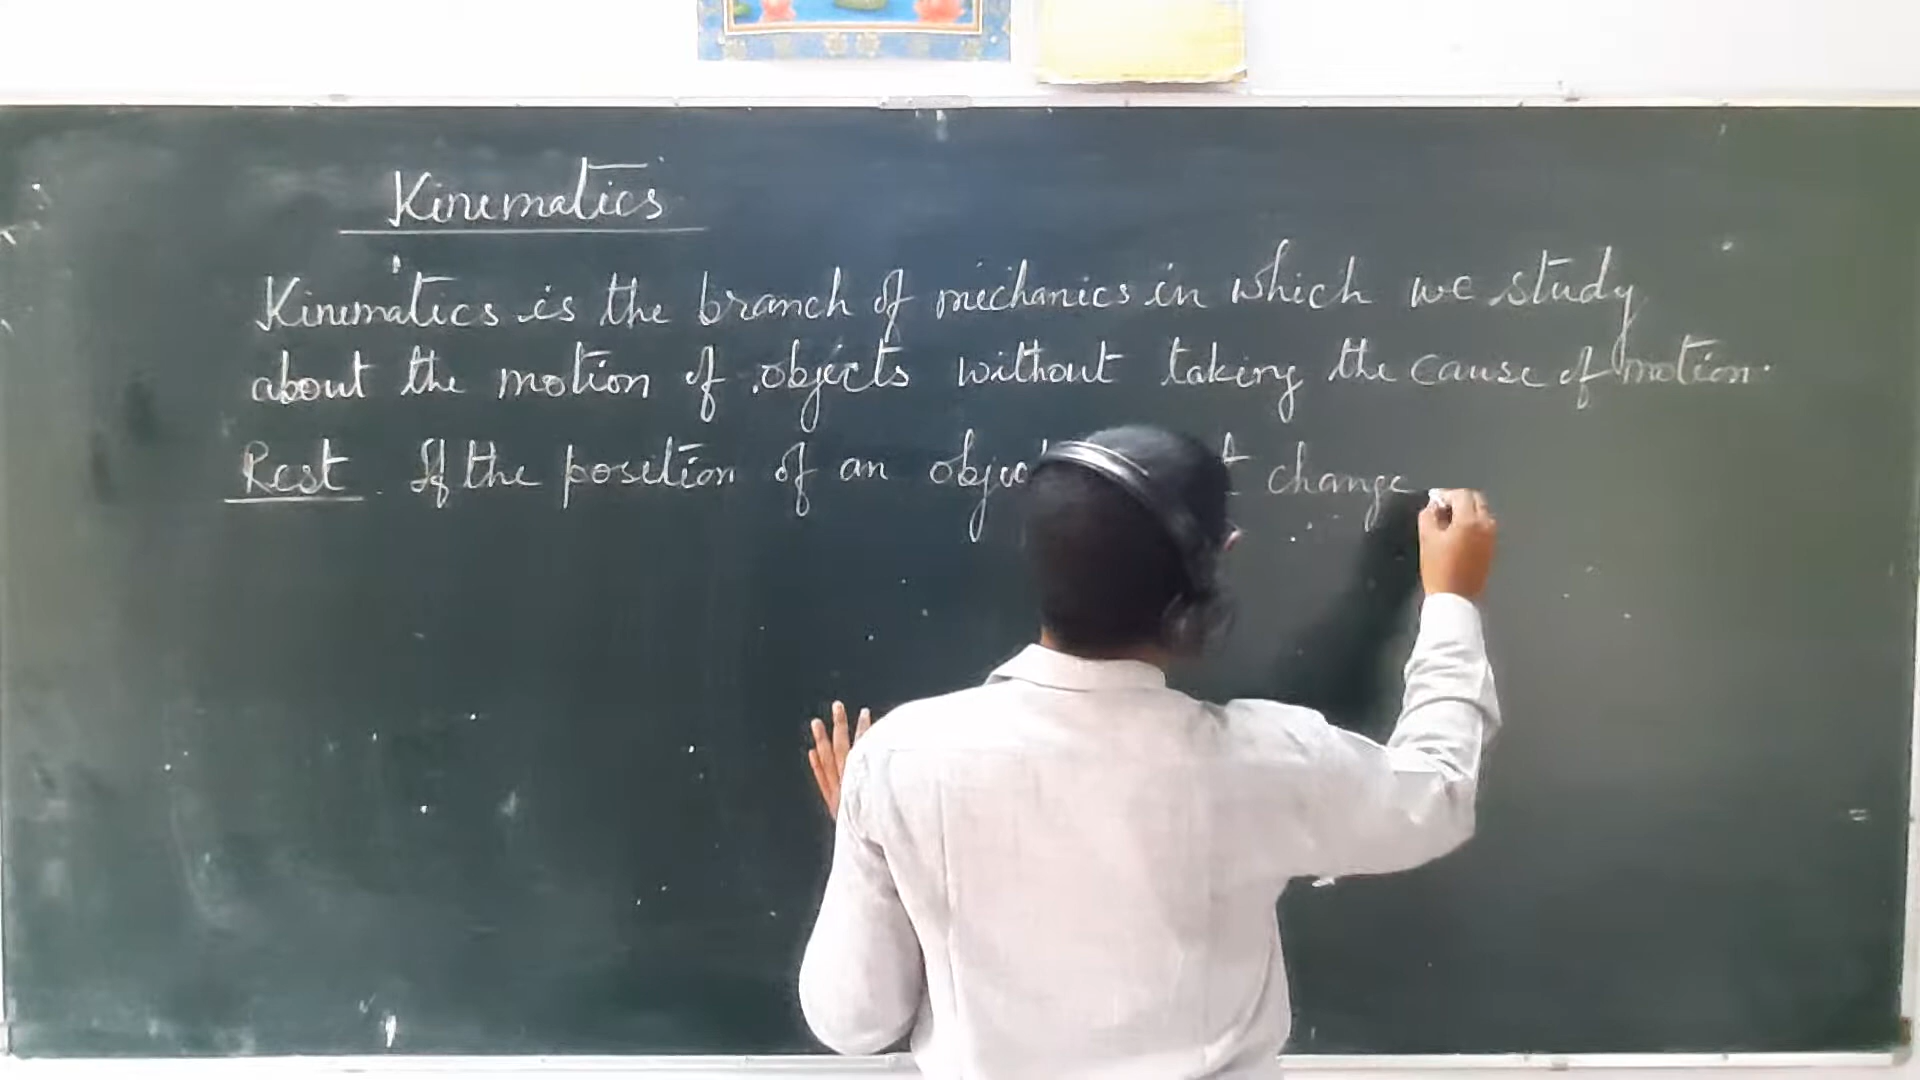 Kinematics
Kinematics is the branch of mechanics in which we study
about the motion of objects without taking the cause of motion.
Rest If the position of an change